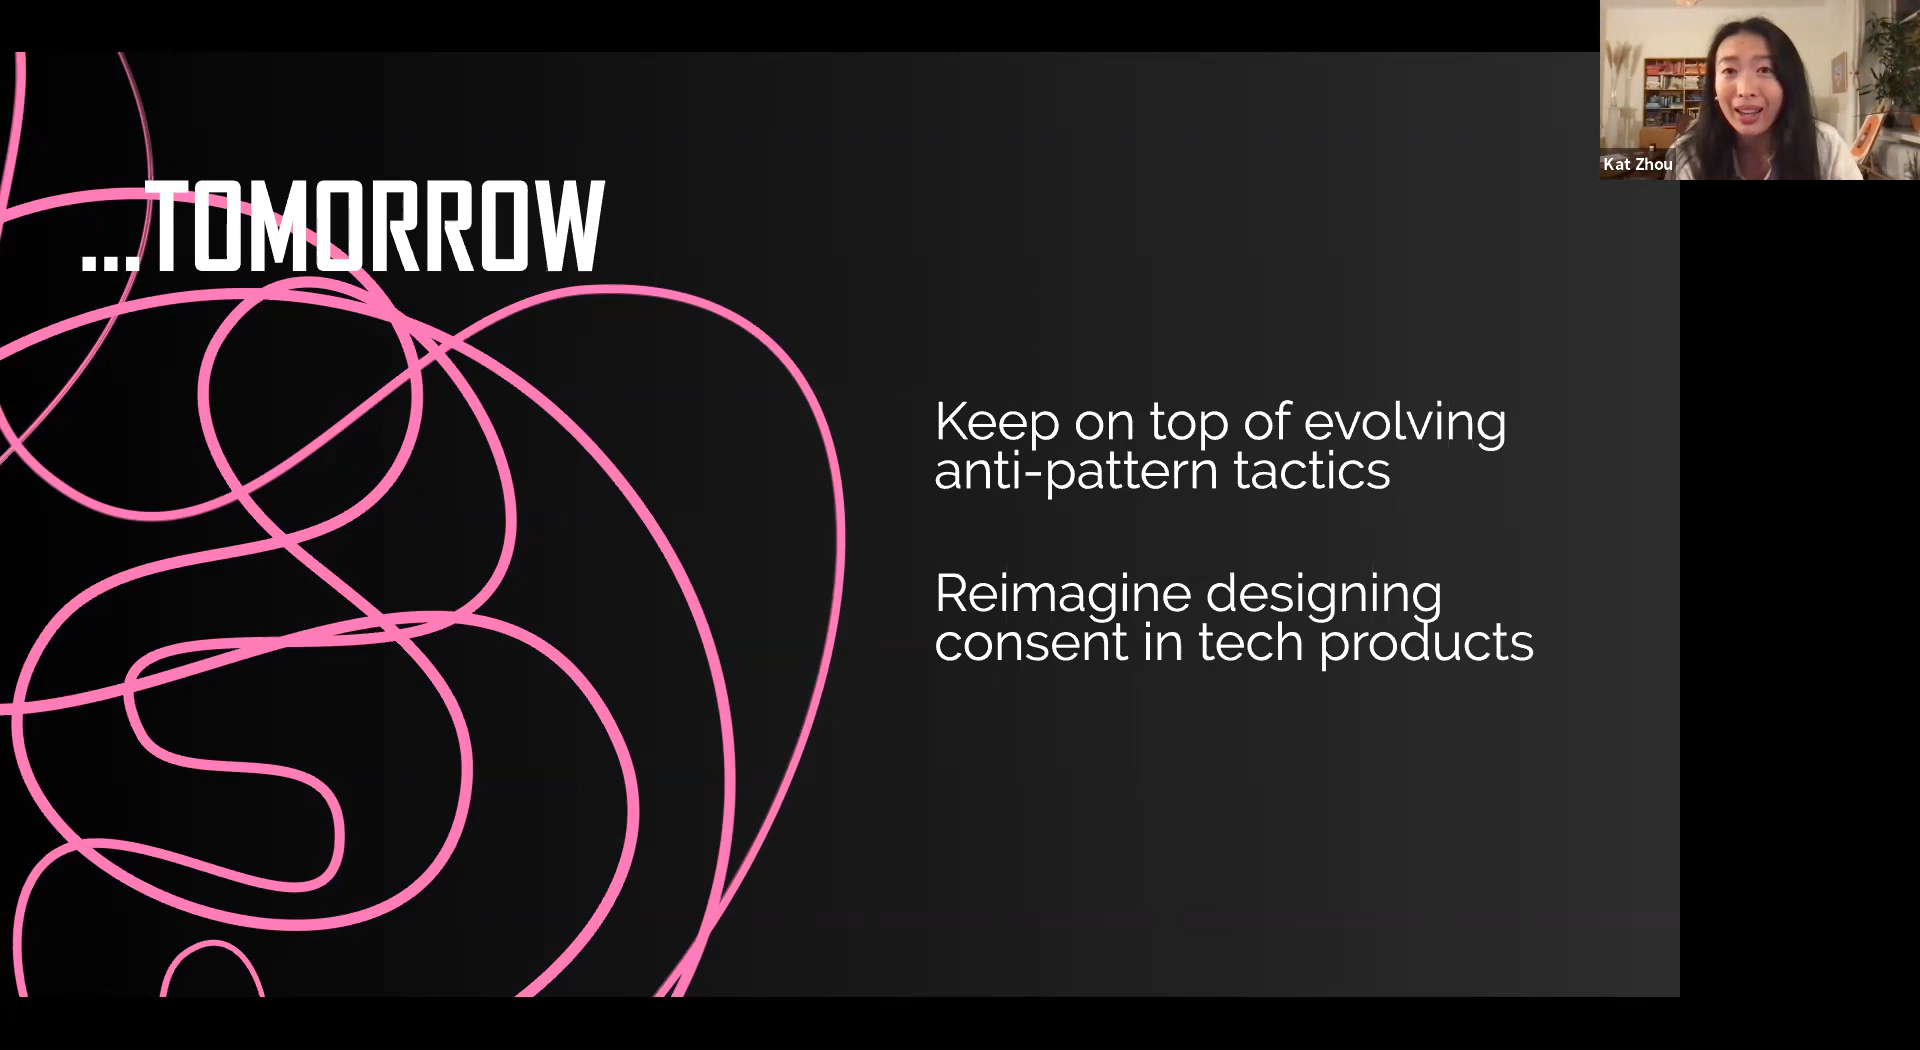 ...TOMORROW
Keep on top of evolving
anti-pattern tactics
Reimagine designing
consent in tech products
Kat Zhou